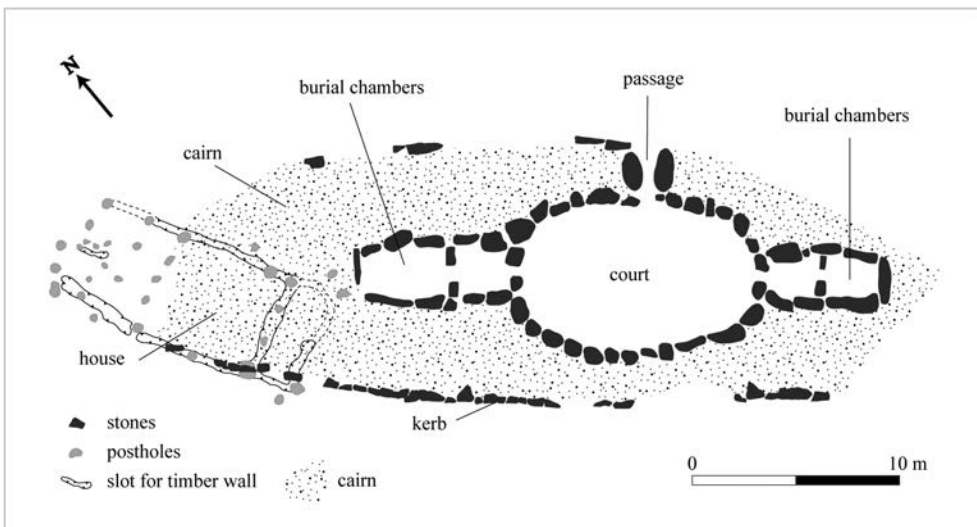 N
passage
burial chambers
burial chambers
cairn
court
house
kerb
stones
postholes
slot for timber wall
cairn
0
10 m